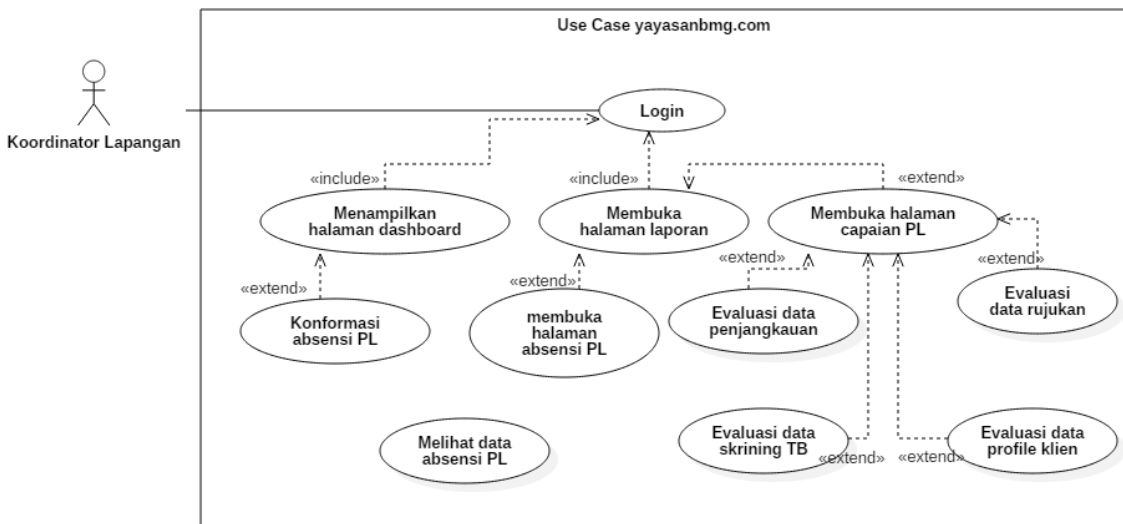 Use Case yayasanbmg.com
Koordinator Lapangan
Login
«include»
«include»
«extend»
Menampilkan
halaman dashboard
Membuka
halaman laporan
Membuka halaman
capaian PL
«extend»
«extend»
«extend»
«extend»
Konformasi
absensi PL
membuka
halaman
absensi PL
Evaluasi data
penjangkauan
Evaluasi
data rujukan
Melihat data
absensi PL
Evaluasi data
skrining TB
Evaluasi data
profile klien
«extend»
«extend»